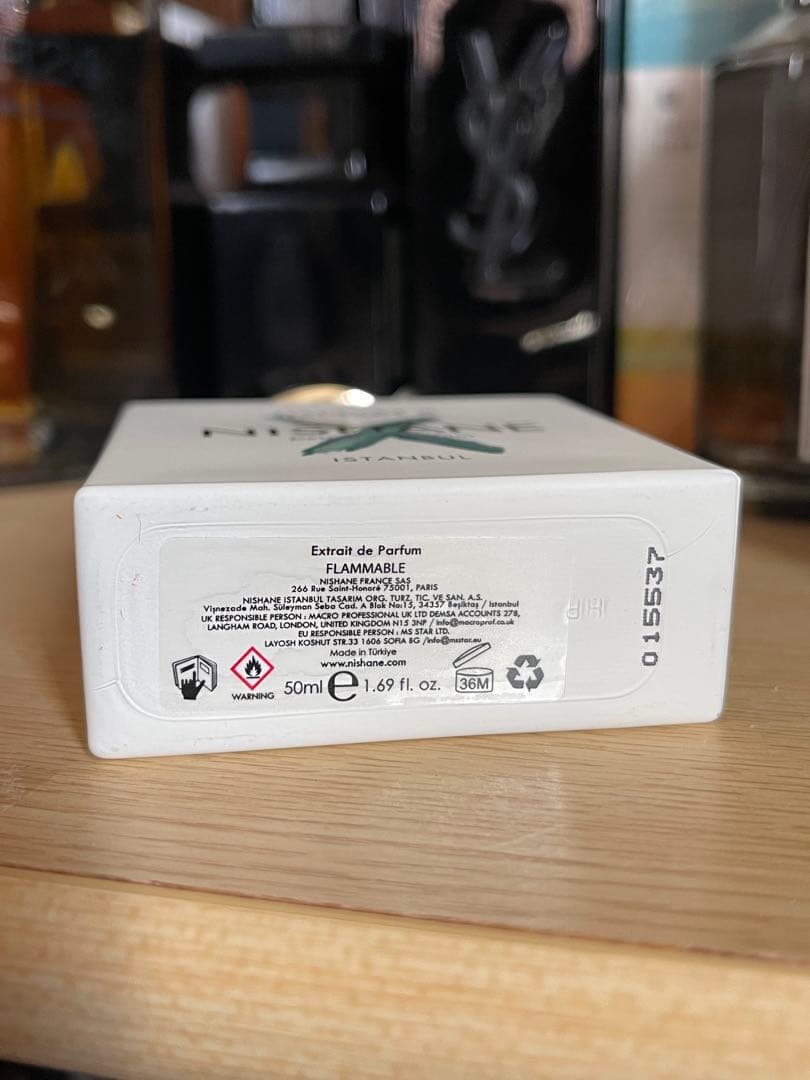 NISHANE
ISTANBUL
Extrait de Parfum
FLAMMABLE
NISHANE FRANCE SAS
266 Rue Saint-Honoré 75001, PARIS
NISHANE ISTANBUL TASARIM ORG. TURZ. TIC. VE SAN. A.S.
Vişnezade Mah. Süleyman Seba Cad. A Blok No:15, 34357 Beşiktaş / Istanbul
UK RESPONSIBLE PERSON : MACRO PROFESSIONAL UK LTD DEMSA ACCOUNTS 278,
LANGHAM ROAD, LONDON, UNITED KINGDOM N15 3NP / info@macroprof.co.uk
EU RESPONSIBLE PERSON : MS STAR LTD.
LAYOSH KOSHUT STR.33 1606 SOFIA BG /info@msstar.eu
Made in Türkiye
www.nishane.com
WARNING
50ml e 1.69 fl. oz.
36M
015537
YSL